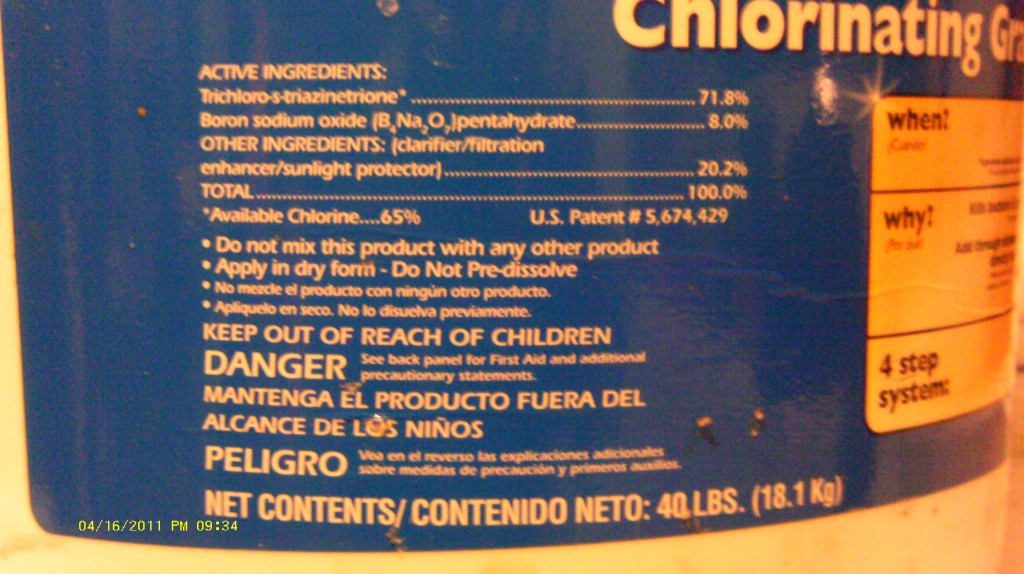 Chlorinating Gra
ACTIVE INGREDIENTS:
Trichloro-s-triazinetrione* ........ 71.8%
Boron sodium oxide (B4Na2O7)pentahydrate........ 8.0%
OTHER INGREDIENTS: (clarifier/filtration
enhancer/sunlight protector)........ 20.2%
TOTAL........ 100.0%
*Available Chlorine....65% U.S. Patent # 5,674,429
• Do not mix this product with any other product
• Apply in dry form - Do Not Pre-dissolve
• No mezcle el producto con ningún otro producto.
• Aplíquelo en seco. No lo disuelva previamente.
KEEP OUT OF REACH OF CHILDREN
DANGER See back panel for First Aid and additional
precautionary statements.
MANTENGA EL PRODUCTO FUERA DEL
ALCANCE DE LOS NIÑOS
PELIGRO Vea en el reverso las explicaciones adicionales
sobre medidas de precaución y primeros auxilios.
NET CONTENTS/ CONTENIDO NETO: 40 LBS. (18.1 Kg)
when?
why?
4 step
system:
04/16/2011 PM 09:34